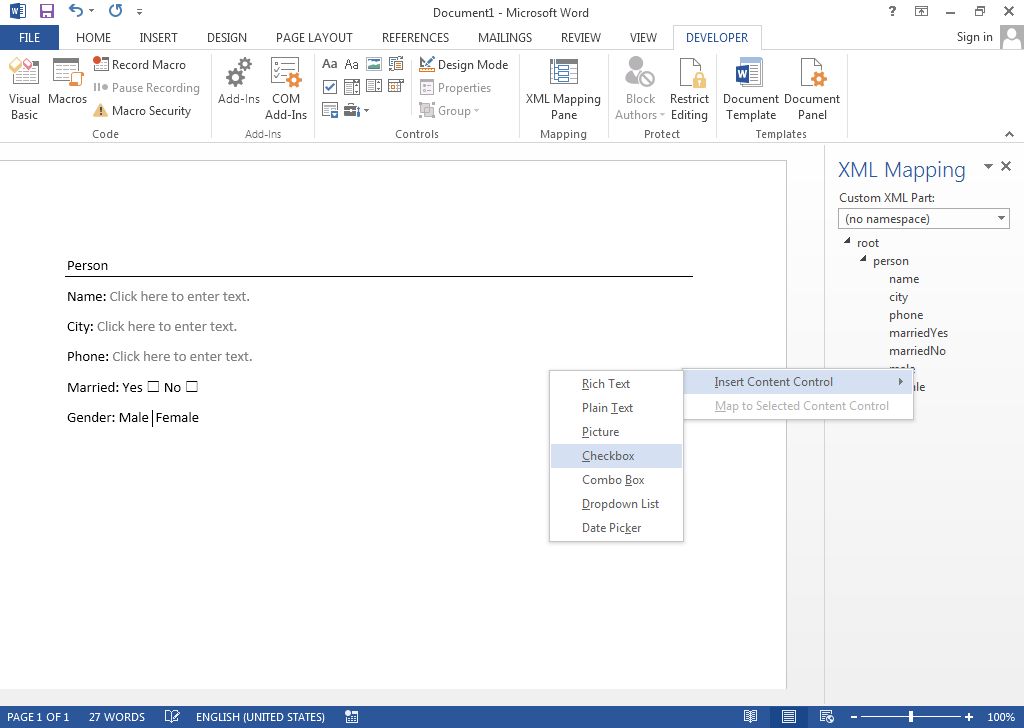 Document1 - Microsoft Word
?
FILE HOME INSERT DESIGN PAGE LAYOUT REFERENCES MAILINGS REVIEW VIEW DEVELOPER Sign in
Visual Basic
Macros
Record Macro
Pause Recording
Macro Security
Code
Add-Ins
COM Add-Ins
Add-Ins
Aa Aa
Design Mode
Properties
Group
Controls
XML Mapping Pane
Mapping
Block Authors
Restrict Editing
Protect
Document Template
Document Panel
Templates
Person
Name: Click here to enter text.
City: Click here to enter text.
Phone: Click here to enter text.
Married: Yes ☐ No ☐
Gender: Male Female
Rich Text
Plain Text
Picture
Checkbox
Combo Box
Dropdown List
Date Picker
Insert Content Control
Map to Selected Content Control
XML Mapping
Custom XML Part:
(no namespace)
root
person
name
city
phone
marriedYes
marriedNo
PAGE 1 OF 1 27 WORDS ENGLISH (UNITED STATES) 100%